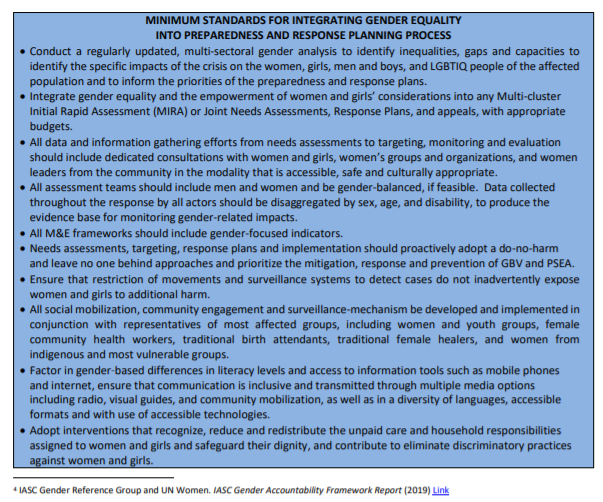 MINIMUM STANDARDS FOR INTEGRATING GENDER EQUALITY
INTO PREPAREDNESS AND RESPONSE PLANNING PROCESS
• Conduct a regularly updated, multi-sectoral gender analysis to identify inequalities, gaps and capacities to
identify the specific impacts of the crisis on the women, girls, men and boys, and LGBTIQ people of the affected
population and to inform the priorities of the preparedness and response plans.
• Integrate gender equality and the empowerment of women and girls' considerations into any Multi-cluster
Initial Rapid Assessment (MIRA) or Joint Needs Assessments, Response Plans, and appeals, with appropriate
budgets.
• All data and information gathering efforts from needs assessments to targeting, monitoring and evaluation
should include dedicated consultations with women and girls, women's groups and organizations, and women
leaders from the community in the modality that is accessible, safe and culturally appropriate.
• All assessment teams should include men and women and be gender-balanced, if feasible. Data collected
throughout the response by all actors should be disaggregated by sex, age, and disability, to produce the
evidence base for monitoring gender-related impacts.
• All M&E frameworks should include gender-focused indicators.
• Needs assessments, targeting, response plans and implementation should proactively adopt a do-no-harm
and leave no one behind approaches and prioritize the mitigation, response and prevention of GBV and PSEA.
• Ensure that restriction of movements and surveillance systems to detect cases do not inadvertently expose
women and girls to additional harm.
• All social mobilization, community engagement and surveillance-mechanism be developed and implemented in
conjunction with representatives of most affected groups, including women and youth groups, female
community health workers, traditional birth attendants, traditional female healers, and women from
indigenous and most vulnerable groups.
• Factor in gender-based differences in literacy levels and access to information tools such as mobile phones
and internet, ensure that communication is inclusive and transmitted through multiple media options
including radio, visual guides, and community mobilization, as well as in a diversity of languages, accessible
formats and with use of accessible technologies.
• Adopt interventions that recognize, reduce and redistribute the unpaid care and household responsibilities
assigned to women and girls and safeguard their dignity, and contribute to eliminate discriminatory practices
against women and girls.
4 IASC Gender Reference Group and UN Women. IASC Gender Accountability Framework Report (2019) Link